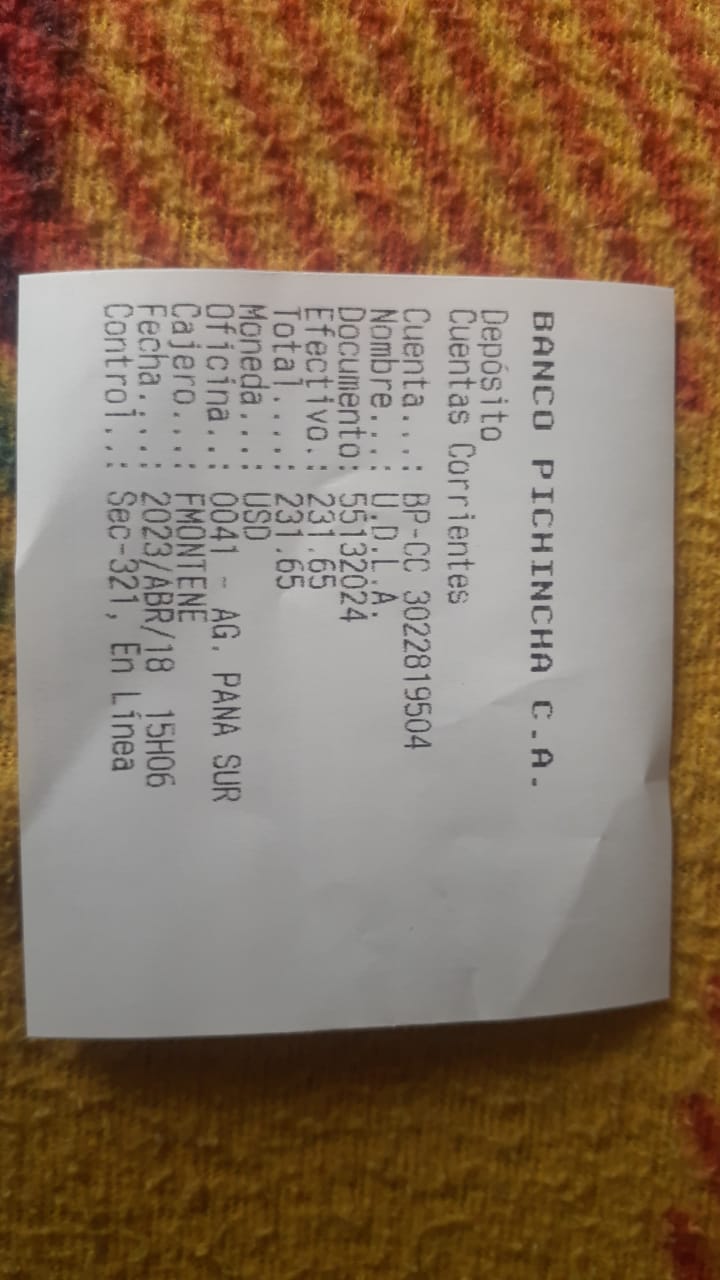 BANCO PICHINCHA C.A.
Depósito
Cuentas Corrientes
Cuenta...: BP-CC 3022819504
Nombre...: U.D.L.A.
Documento: 55132024
Efectivo.: 231.65
Total....: 231.65
Moneda...: USD
Oficina..: 0041 - AG. PANA SUR
Cajero...: FMONTENE
Fecha....: 2023/ABR/18 15H06
Control..: Sec-321, En Línea